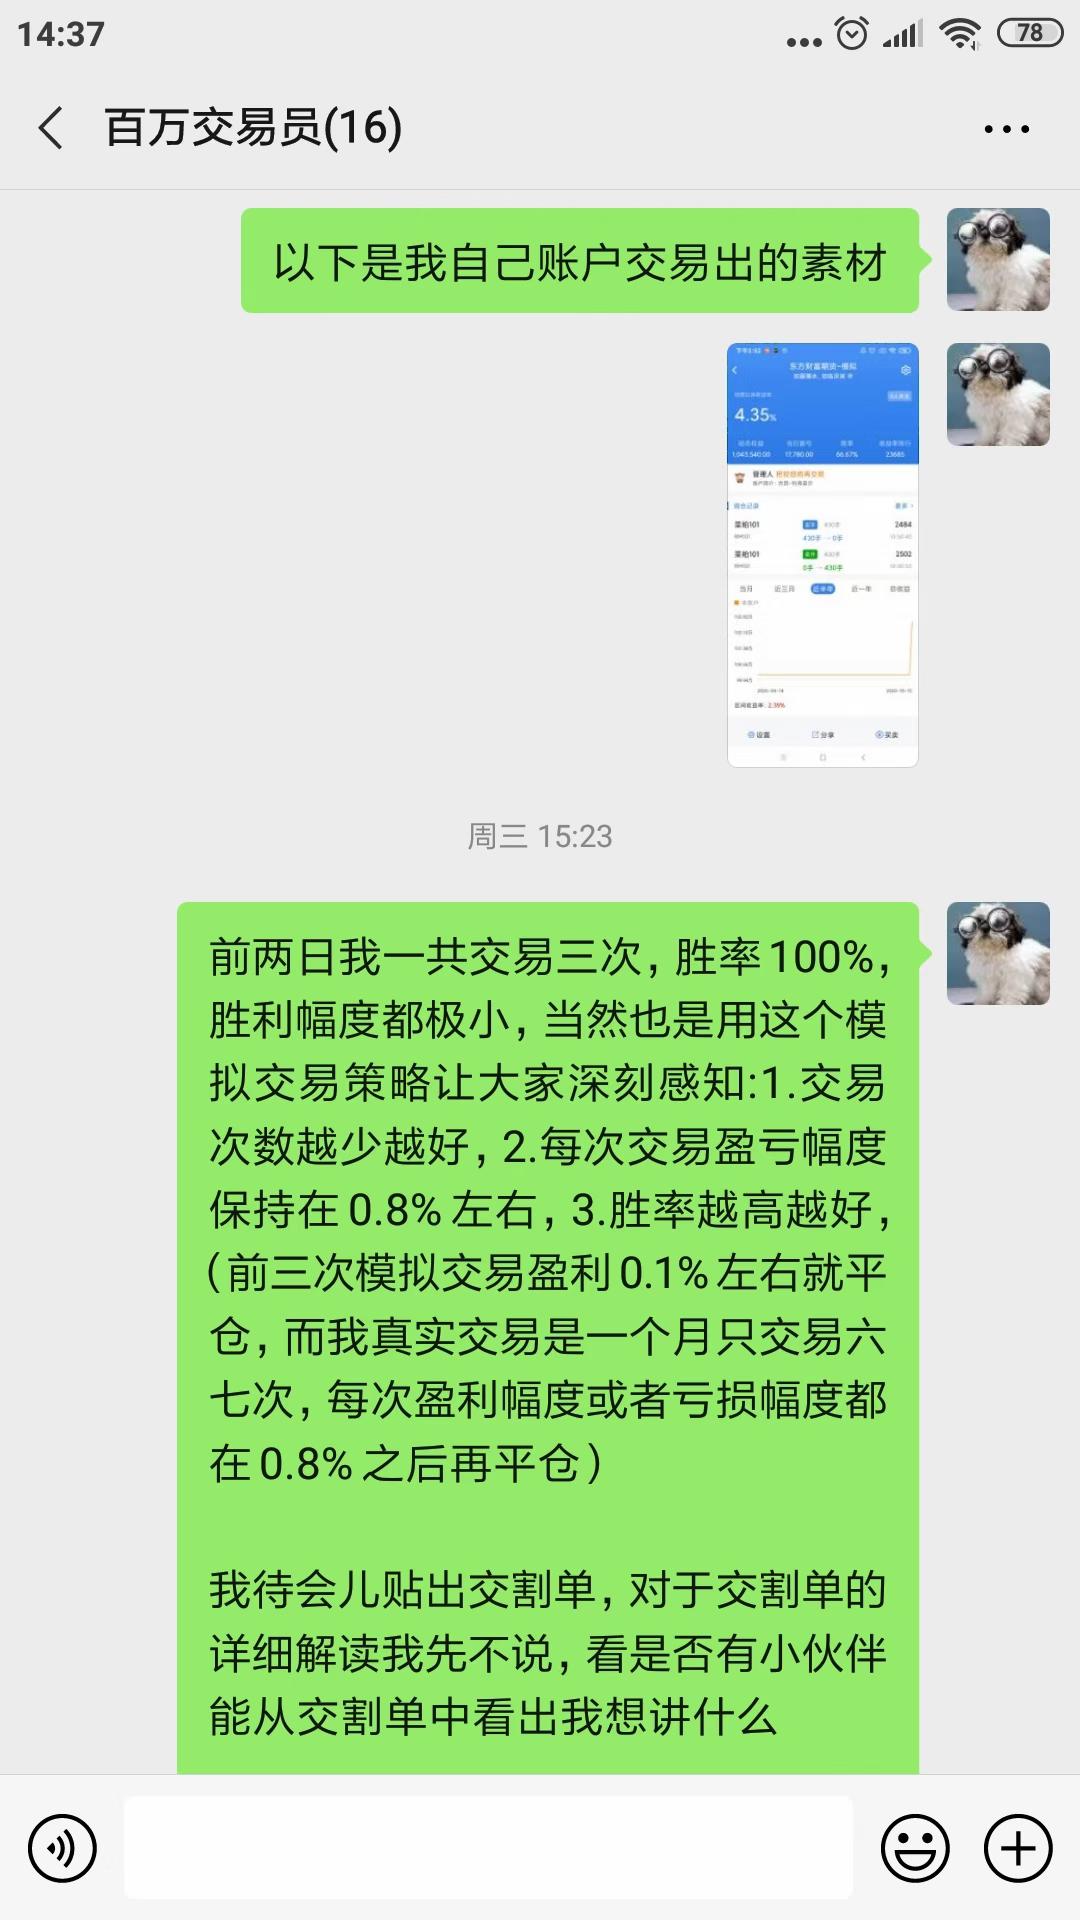 14:37
78
百万交易员(16)
以下是我自己账户交易出的素材
东方财富期货-模拟
4.35%
1,043,540.00 17,780.00 66.67% 23685
管理人
菜粕101 430手 2484
430手 → 0手
菜粕101 430手 2502
0手 → 430手
当月 近三月 近半年 近一年
2.35%
设置 分享 买卖
周三 15:23
前两日我一共交易三次，胜率100%，
胜利幅度都极小，当然也是用这个模
拟交易策略让大家深刻感知:1.交易
次数越少越好，2.每次交易盈亏幅度
保持在0.8%左右，3.胜率越高越好，
（前三次模拟交易盈利0.1%左右就平
仓，而我真实交易是一个月只交易六
七次，每次盈利幅度或者亏损幅度都
在0.8%之后再平仓）
我待会儿贴出交割单，对于交割单的
详细解读我先不说，看是否有小伙伴
能从交割单中看出我想讲什么